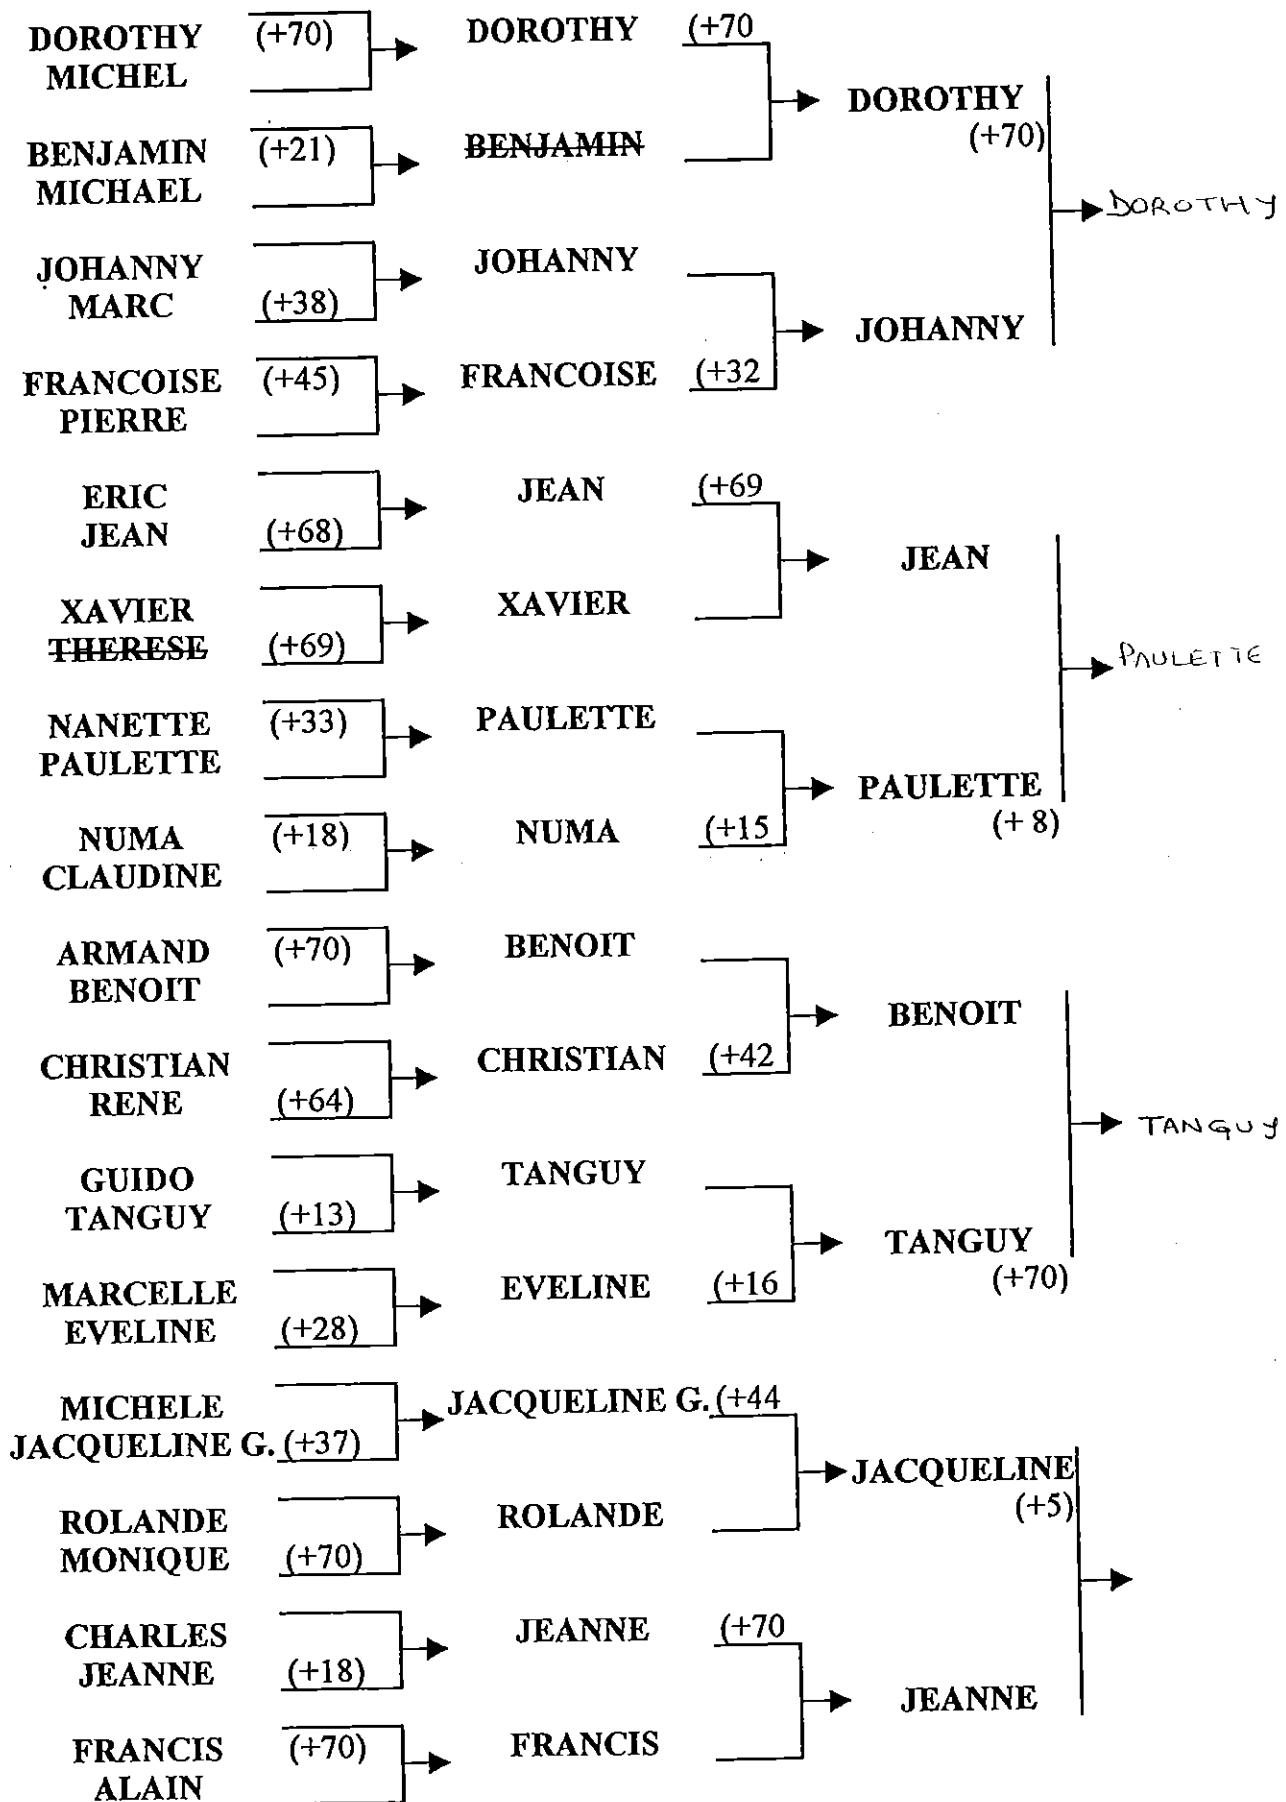 DOROTHY (+70) DOROTHY (+70
MICHEL
DOROTHY
(+70)
BENJAMIN (+21) BENJAMIN
MICHAEL
DOROTHY
JOHANNY JOHANNY
MARC (+38)
JOHANNY
FRANCOISE (+45) FRANCOISE (+32
PIERRE
ERIC JEAN (+69
JEAN (+68)
JEAN
XAVIER XAVIER
THERESE (+69)
PAULETTE
NANETTE (+33) PAULETTE
PAULETTE
PAULETTE
(+ 8)
NUMA (+18) NUMA (+15
CLAUDINE
ARMAND (+70) BENOIT
BENOIT
BENOIT
CHRISTIAN CHRISTIAN (+42
RENE (+64)
TANGUY
GUIDO TANGUY
TANGUY (+13)
TANGUY
(+70)
MARCELLE EVELINE (+16
EVELINE (+28)
MICHELE JACQUELINE G. (+44
JACQUELINE G. (+37)
JACQUELINE
(+5)
ROLANDE ROLANDE
MONIQUE (+70)
CHARLES JEANNE (+70
JEANNE (+18)
JEANNE
FRANCIS (+70) FRANCIS
ALAIN